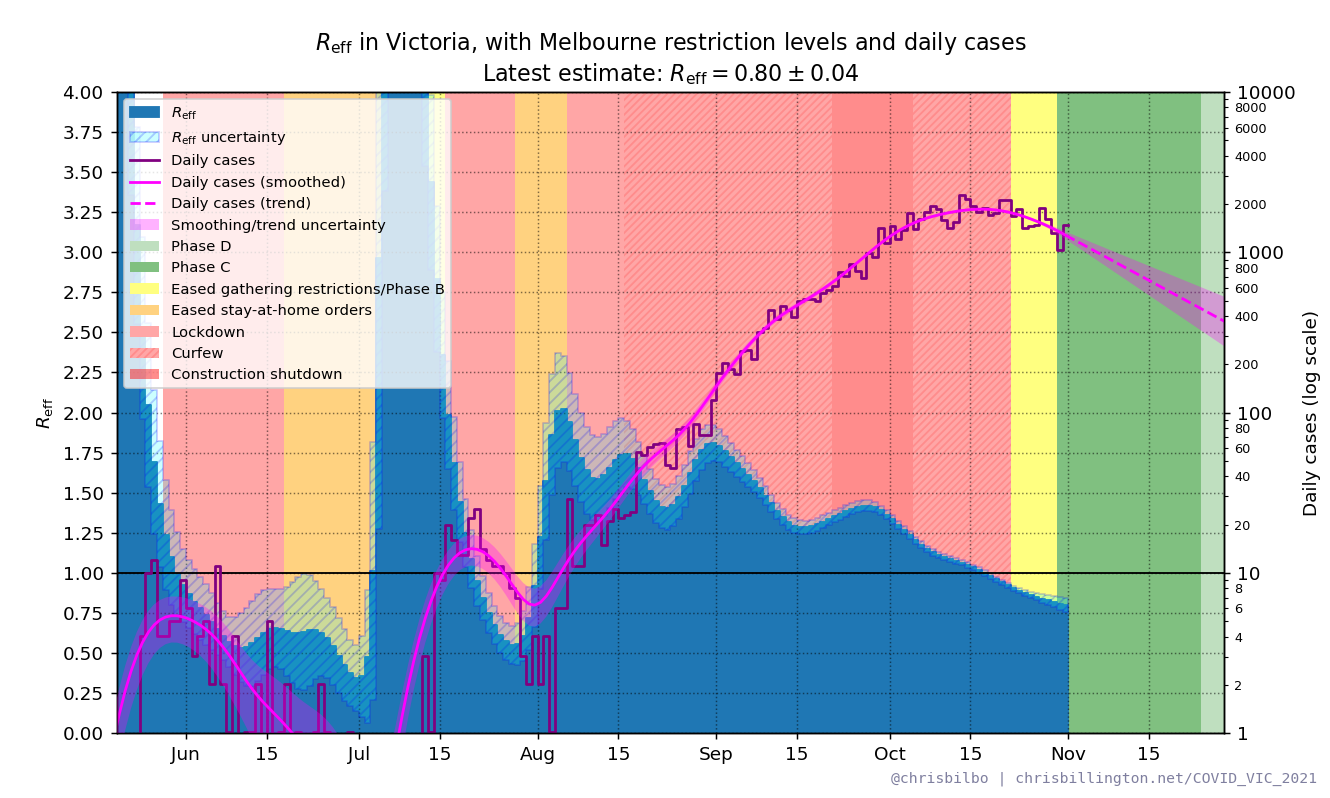 R_eff in Victoria, with Melbourne restriction levels and daily cases
Latest estimate: R_eff = 0.80 ± 0.04
R_eff
4.00
3.75
3.50
3.25
3.00
2.75
2.50
2.25
2.00
1.75
1.50
1.25
1.00
0.75
0.50
0.25
0.00
R_eff
R_eff uncertainty
Daily cases
Daily cases (smoothed)
Daily cases (trend)
Smoothing/trend uncertainty
Phase D
Phase C
Eased gathering restrictions/Phase B
Eased stay-at-home orders
Lockdown
Curfew
Construction shutdown
10000
8000
6000
4000
2000
1000
800
600
400
200
100
80
60
40
20
10
8
6
4
2
1
Daily cases (log scale)
Jun 15 Jul 15 Aug 15 Sep 15 Oct 15 Nov 15
@chrisbilbo | chrisbillington.net/COVID_VIC_2021